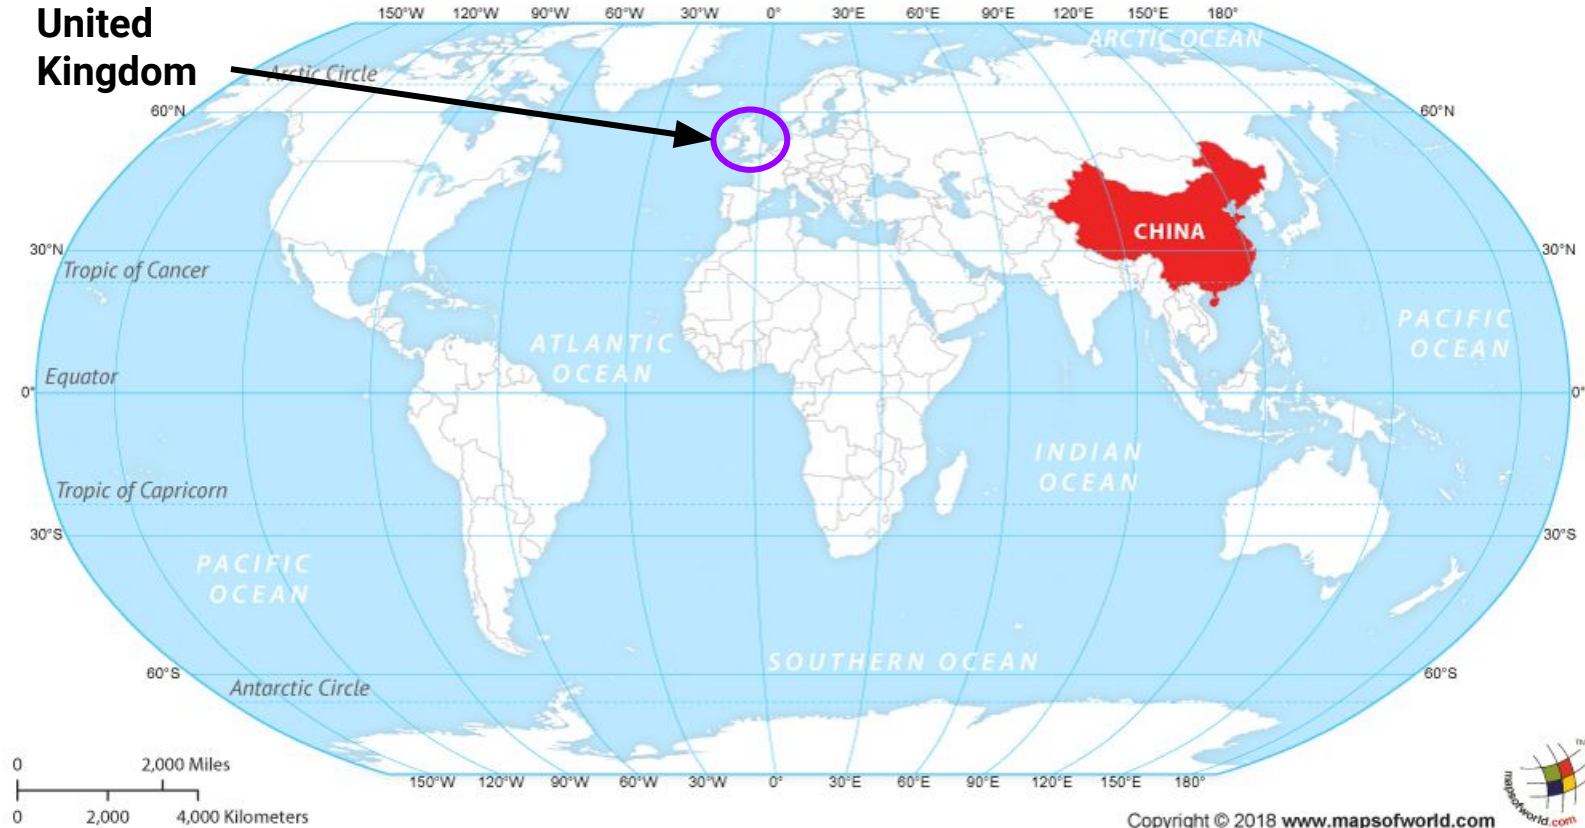 United
Kingdom
150°W 120°W 90°W 60°W 30°W 0° 30°E 60°E 90°E 120°E 150°E 180°
ARCTIC OCEAN
Arctic Circle
60°N 60°N
CHINA
30°N 30°N
Tropic of Cancer
ATLANTIC
OCEAN
PACIFIC
OCEAN
Equator
0° 0°
INDIAN
OCEAN
Tropic of Capricorn
30°S 30°S
PACIFIC
OCEAN
SOUTHERN OCEAN
60°S 60°S
Antarctic Circle
150°W 120°W 90°W 60°W 30°W 0° 30°E 60°E 90°E 120°E 150°E 180°
0 2,000 Miles
0 2,000 4,000 Kilometers
Copyright © 2018 www.mapsofworld.com
mapsofworld.com
TM